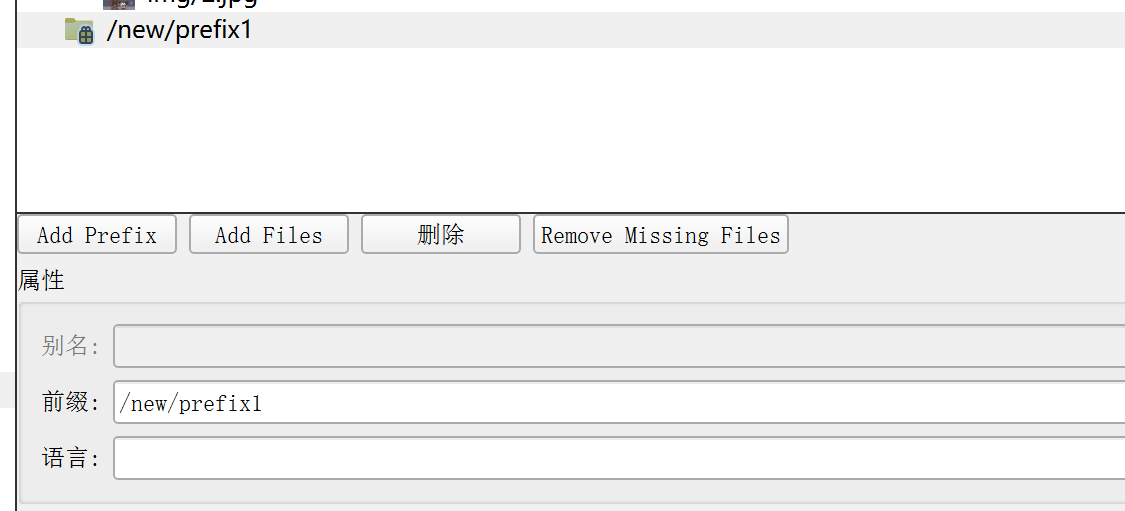 /new/prefix1
Add Prefix Add Files 删除 Remove Missing Files
属性
别名:
前缀: /new/prefix1
语言: